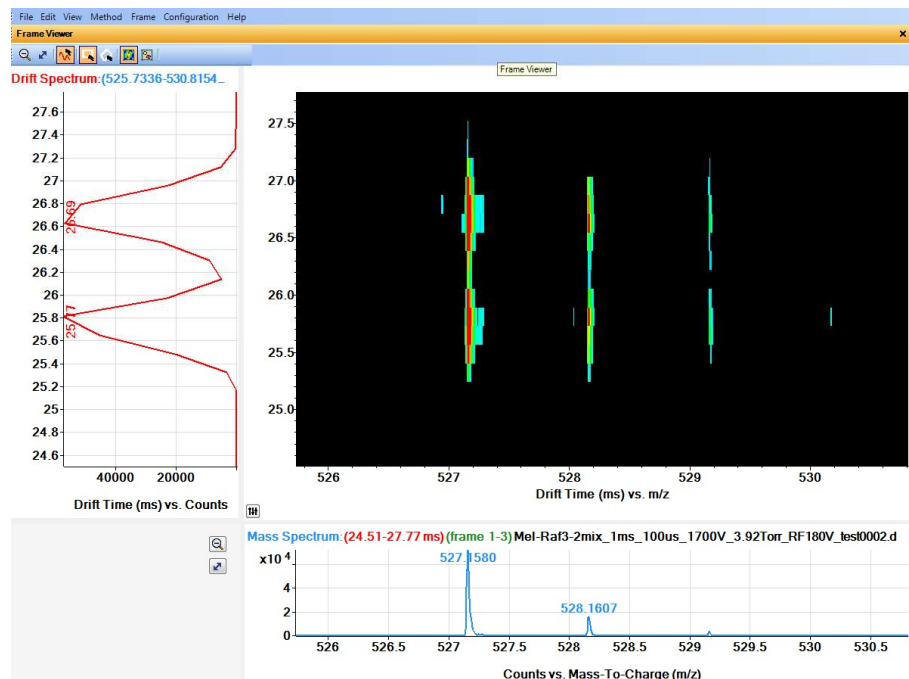 File Edit View Method Frame Configuration Help
Frame Viewer
Frame Viewer
Drift Spectrum:(525.7336-530.8154_
27.6
27.4
27.2
27
26.8
26.6
26.4
26.2
26
25.8
25.6
25.4
25.2
25
24.8
24.6
26.69
25.77
40000 20000
Drift Time (ms) vs. Counts
27.5
27.0
26.5
26.0
25.5
25.0
526 527 528 529 530
Drift Time (ms) vs. m/z
Mass Spectrum:(24.51-27.77 ms) (frame 1-3) Mel-Raf3-2mix_1ms_100us_1700V_3.92Torr_RF180V_test0002.d
x10 4
4
2
0
527.1580
528.1607
526 526.5 527 527.5 528 528.5 529 529.5 530 530.5
Counts vs. Mass-To-Charge (m/z)